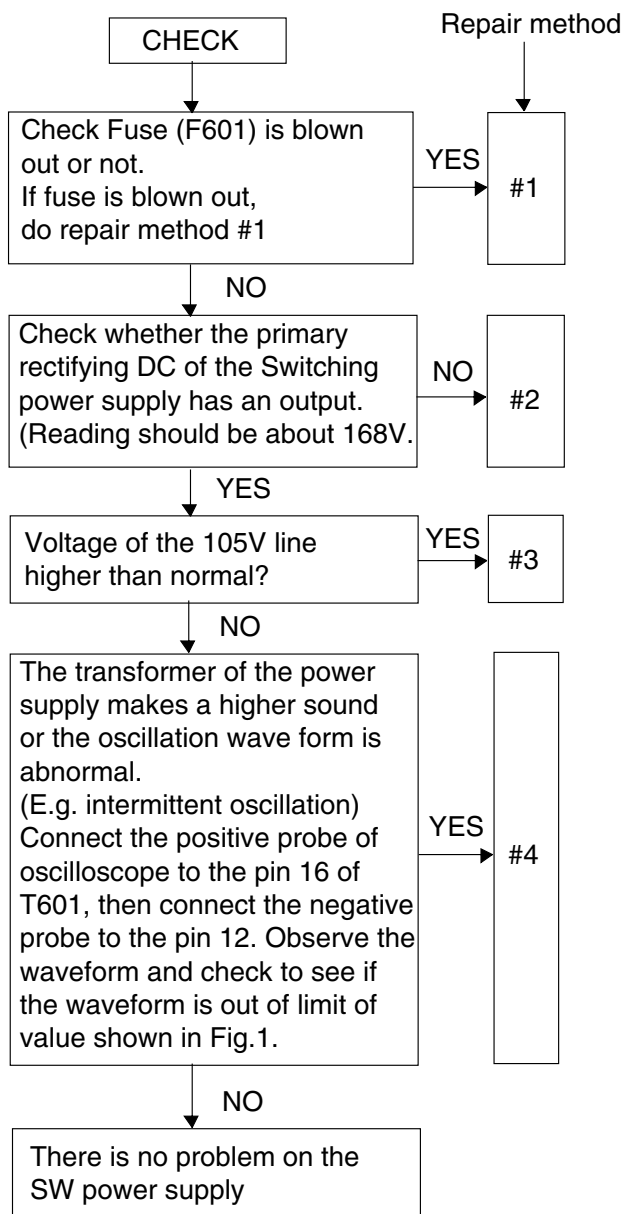 Repair method
CHECK
Check Fuse (F601) is blown
out or not.
If fuse is blown out,
do repair method #1
YES
#1
NO
Check whether the primary
rectifying DC of the Switching
power supply has an output.
(Reading should be about 168V.
NO
#2
YES
Voltage of the 105V line
higher than normal?
YES
#3
NO
The transformer of the power
supply makes a higher sound
or the oscillation wave form is
abnormal.
(E.g. intermittent oscillation)
Connect the positive probe of
oscilloscope to the pin 16 of
T601, then connect the negative
probe to the pin 12. Observe the
waveform and check to see if
the waveform is out of limit of
value shown in Fig.1.
YES
#4
NO
There is no problem on the
SW power supply